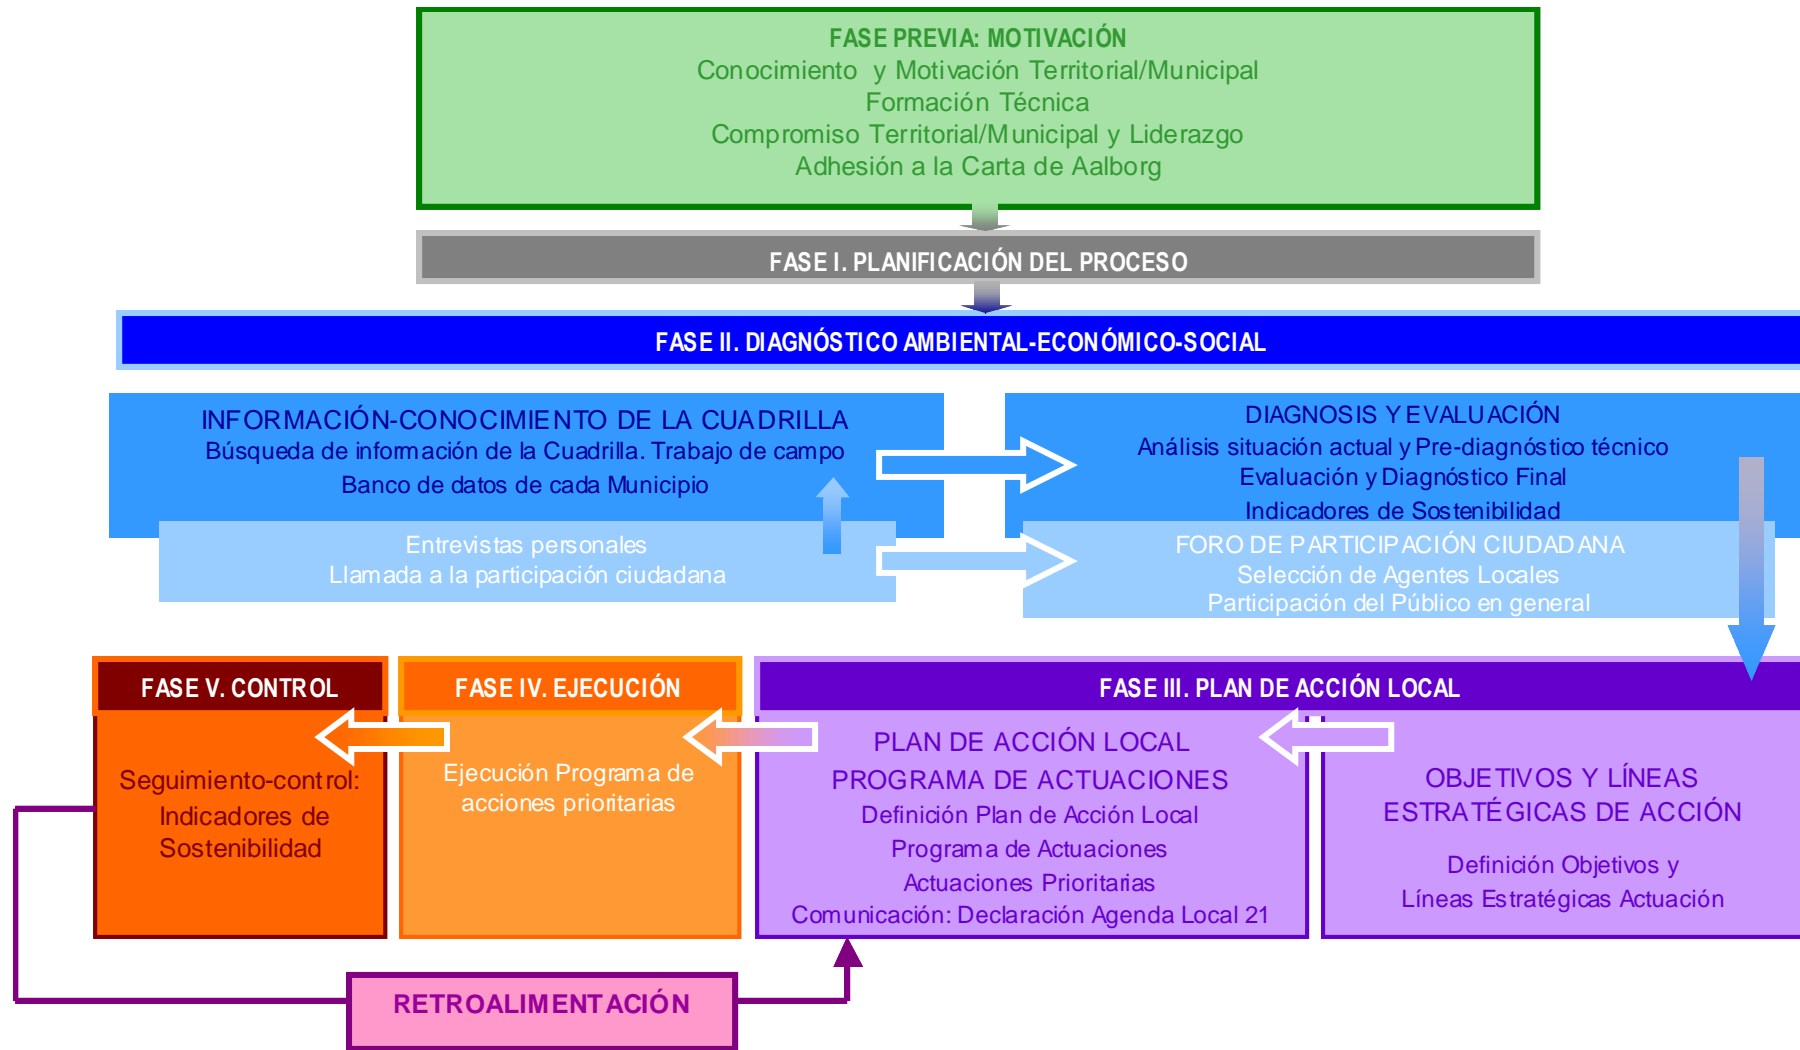 FASE PREVIA: MOTIVACIÓN
Conocimiento y Motivación Territorial/Municipal
Formación Técnica
Compromiso Territorial/Municipal y Liderazgo
Adhesión a la Carta de Aalborg
FASE I. PLANIFICACIÓN DEL PROCESO
FASE II. DIAGNÓSTICO AMBIENTAL-ECONÓMICO-SOCIAL
INFORMACIÓN-CONOCIMIENTO DE LA CUADRILLA
Búsqueda de información de la Cuadrilla. Trabajo de campo
Banco de datos de cada Municipio
Entrevistas personales
Llamada a la participación ciudadana
DIAGNOSIS Y EVALUACIÓN
Análisis situación actual y Pre-diagnóstico técnico
Evaluación y Diagnóstico Final
Indicadores de Sostenibilidad
FORO DE PARTICIPACIÓN CIUDADANA
Selección de Agentes Locales
Participación del Público en general
FASE V. CONTROL
Seguimiento-control:
Indicadores de
Sostenibilidad
FASE IV. EJECUCIÓN
Ejecución Programa de
acciones prioritarias
FASE III. PLAN DE ACCIÓN LOCAL
PLAN DE ACCIÓN LOCAL
PROGRAMA DE ACTUACIONES
Definición Plan de Acción Local
Programa de Actuaciones
Actuaciones Prioritarias
Comunicación: Declaración Agenda Local 21
OBJETIVOS Y LÍNEAS
ESTRATÉGICAS DE ACCIÓN
Definición Objetivos y
Líneas Estratégicas Actuación
RETROALIMENTACIÓN